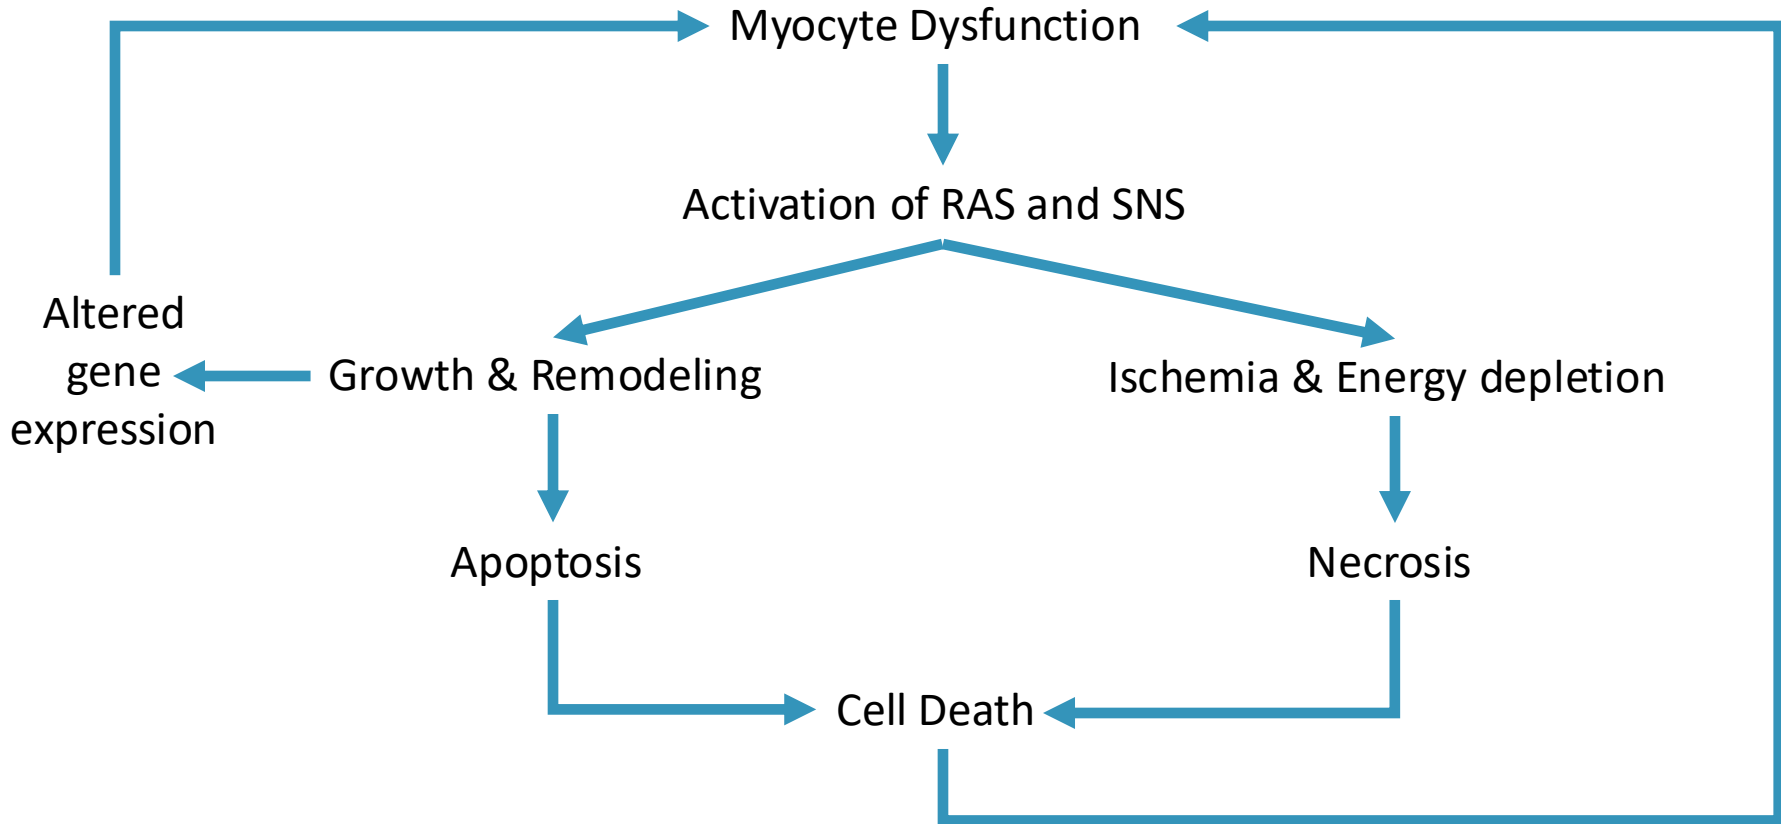 Myocyte Dysfunction
Activation of RAS and SNS
Altered
gene
expression
Growth & Remodeling
Ischemia & Energy depletion
Apoptosis
Necrosis
Cell Death